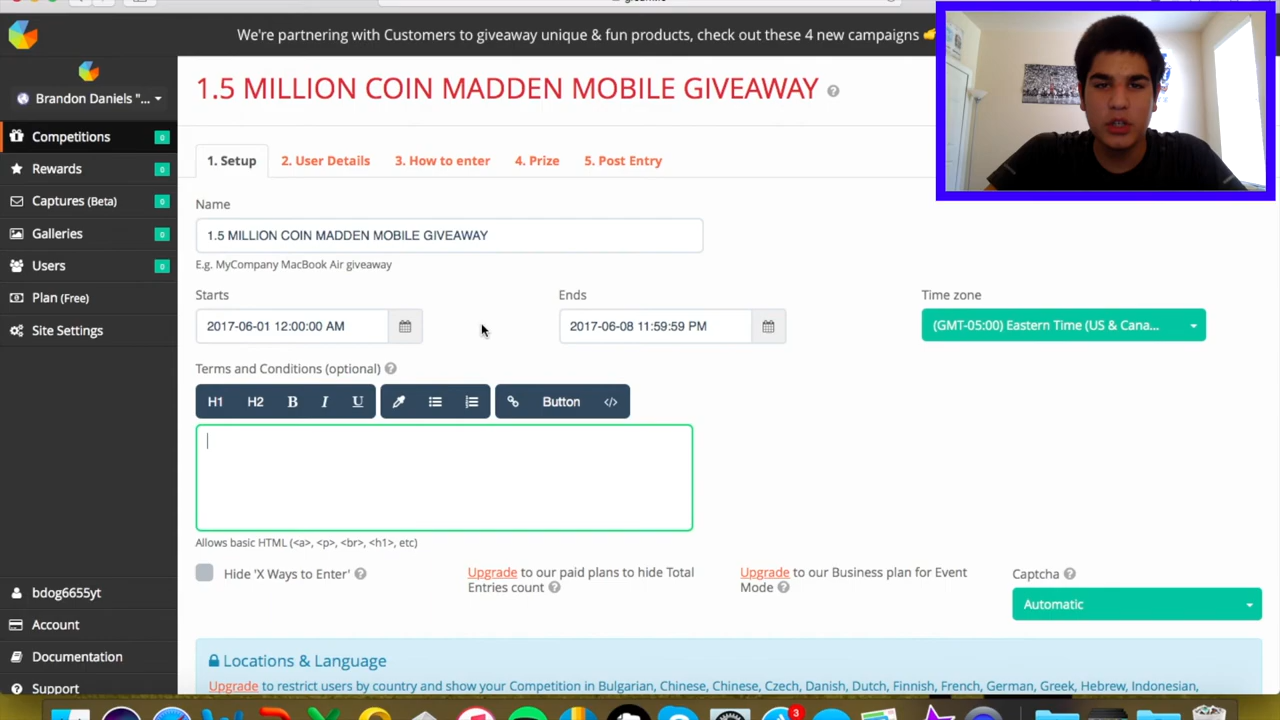 We're partnering with Customers to giveaway unique & fun products, check out these 4 new campaigns
Brandon Daniels "...
Competitions 0
Rewards 0
Captures (Beta) 0
Galleries 0
Users 0
Plan (Free)
Site Settings
bdog6655yt
Account
Documentation
Support
1.5 MILLION COIN MADDEN MOBILE GIVEAWAY
1. Setup 2. User Details 3. How to enter 4. Prize 5. Post Entry
Name
1.5 MILLION COIN MADDEN MOBILE GIVEAWAY
E.g. MyCompany MacBook Air giveaway
Starts Ends Time zone
2017-06-01 12:00:00 AM 2017-06-08 11:59:59 PM (GMT-05:00) Eastern Time (US & Cana...
Terms and Conditions (optional)
H1 H2 B I U Button </>
Allows basic HTML (<a>, <p>, <br>, <h1>, etc)
Hide 'X Ways to Enter' Upgrade to our paid plans to hide Total Upgrade to our Business plan for Event Captcha
Entries count Mode
Automatic
Locations & Language
Upgrade to restrict users by country and show your Competition in Bulgarian, Chinese, Chinese, Czech, Danish, Dutch, Finnish, French, German, Greek, Hebrew, Indonesian,
3